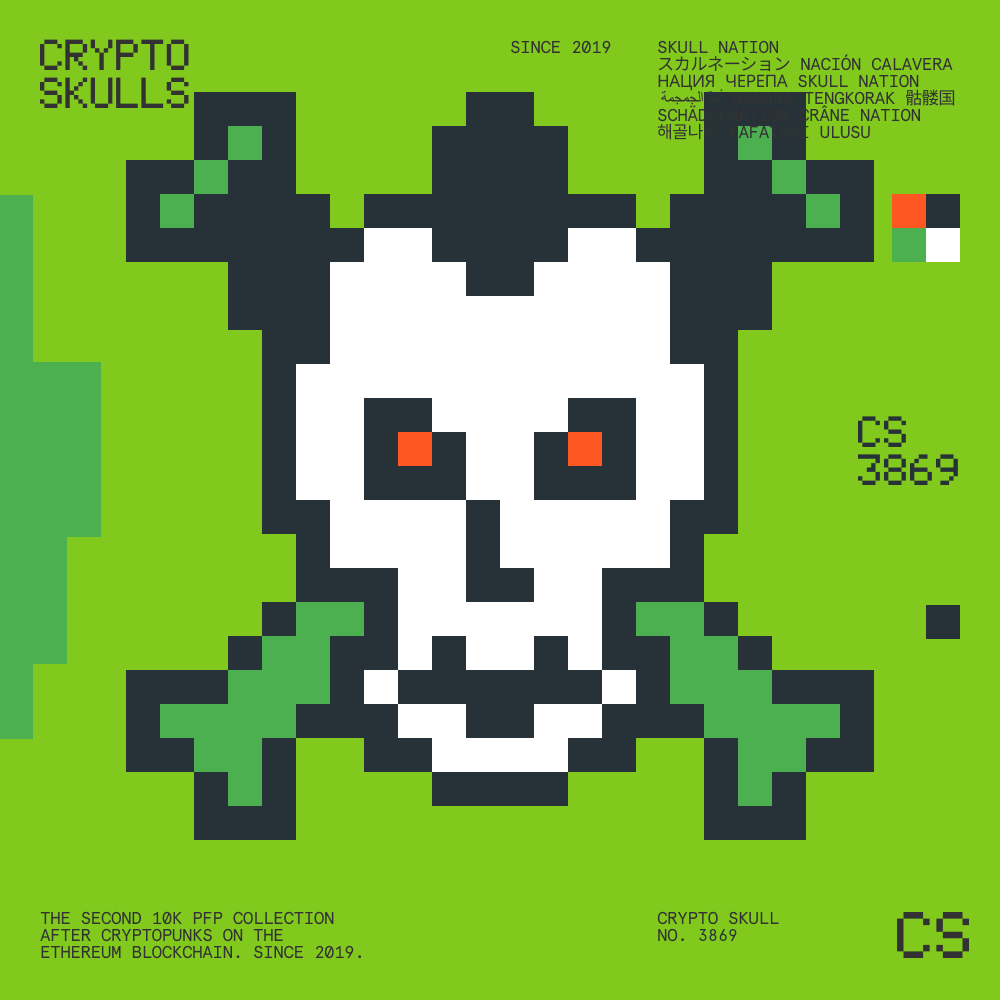 CRYPTO
SKULLS
SINCE 2019
SKULL NATION
スカルネーション NACIÓN CALAVERA
НАЦИЯ ЧЕРЕПА SKULL NATION
الجمجمة TENGKORAK 骷髅国
CRÂNE NATION
ULUSU
CS
3869
THE SECOND 10K PFP COLLECTION
AFTER CRYPTOPUNKS ON THE
ETHEREUM BLOCKCHAIN. SINCE 2019.
CRYPTO SKULL
NO. 3869
CS